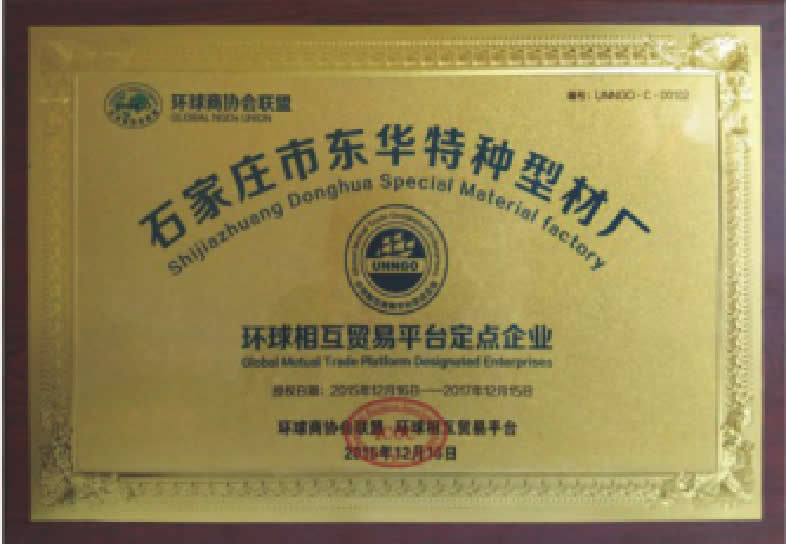 环球商协会联盟
GLOBAL NGOs UNION
编号：UNNGO-C-00102
石家庄市东华特种型材厂
Shijiazhuang Donghua Special Material factory
UNNGO
环球相互贸易平台定点企业
Global Mutual Trade Platform Designated Enterprises
授权日期：2015年12月16日——2017年12月15日
环球商协会联盟 环球相互贸易平台
2015年12月16日